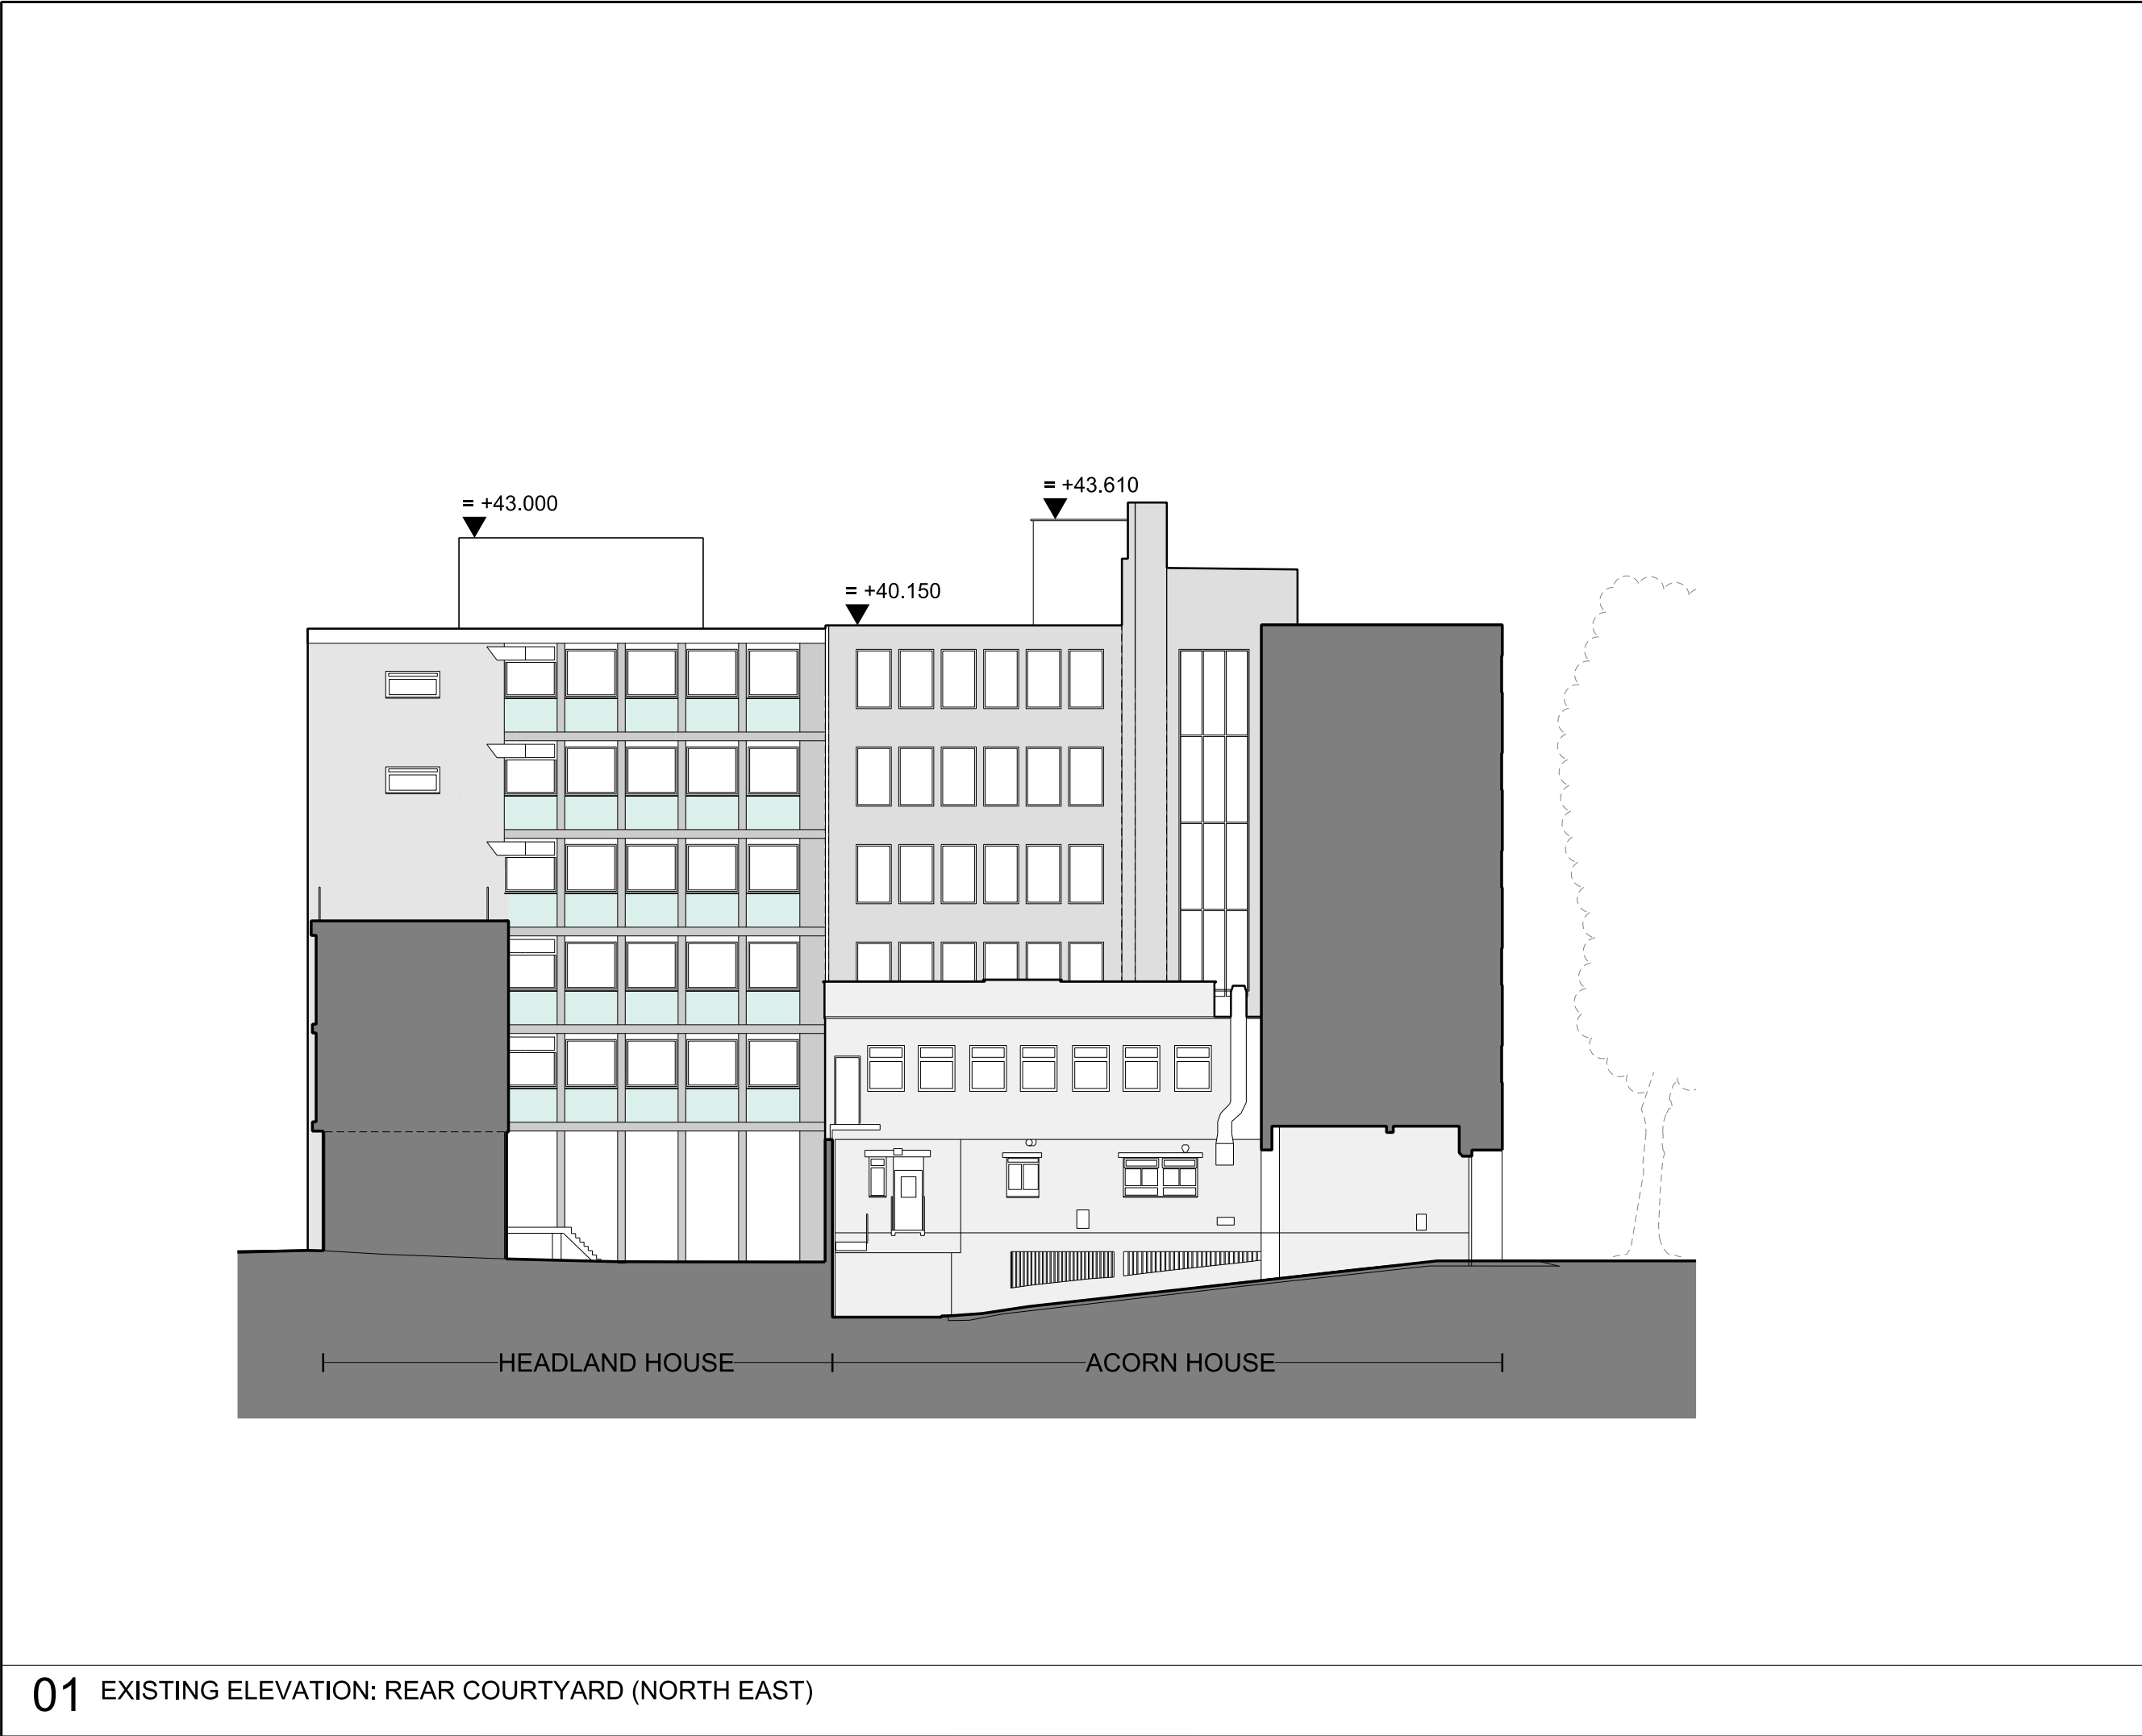 = +43.610
= +43.000
= +40.150
HEADLAND HOUSE
ACORN HOUSE
01 EXISTING ELEVATION: REAR COURTYARD (NORTH EAST)